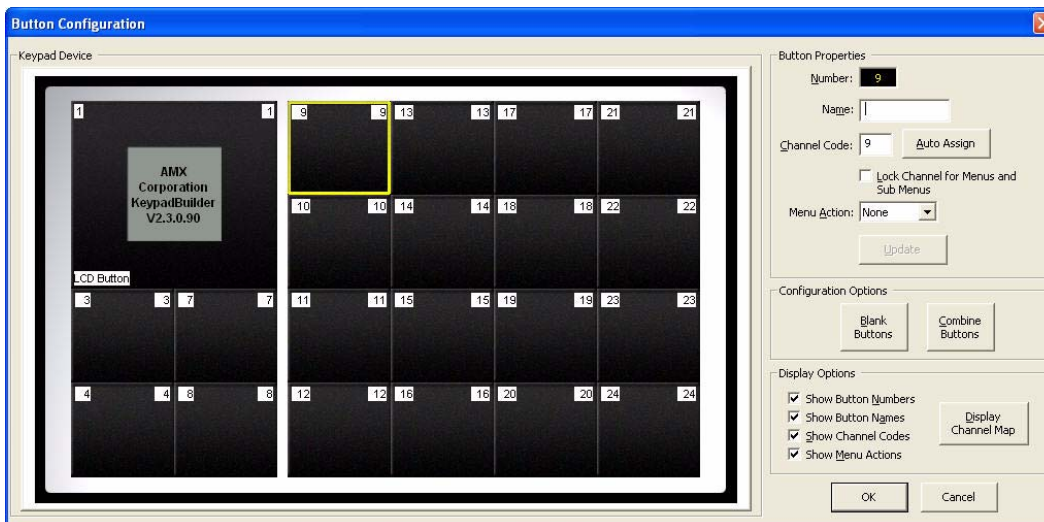 Button Configuration
Keypad Device
1 1
AMX
Corporation
KeypadBuilder
V2.3.0.90
LCD Button
3 3 7 7
4 4 8 8
9 9 13 13 17 17 21 21
10 10 14 14 18 18 22 22
11 11 15 15 19 19 23 23
12 12 16 16 20 20 24 24
Button Properties
Number: 9
Name:
Channel Code: 9 Auto Assign
Lock Channel for Menus and
Sub Menus
Menu Action: None
Update
Configuration Options
Blank
Buttons
Combine
Buttons
Display Options
Show Button Numbers
Show Button Names
Show Channel Codes
Show Menu Actions
Display
Channel Map
OK Cancel